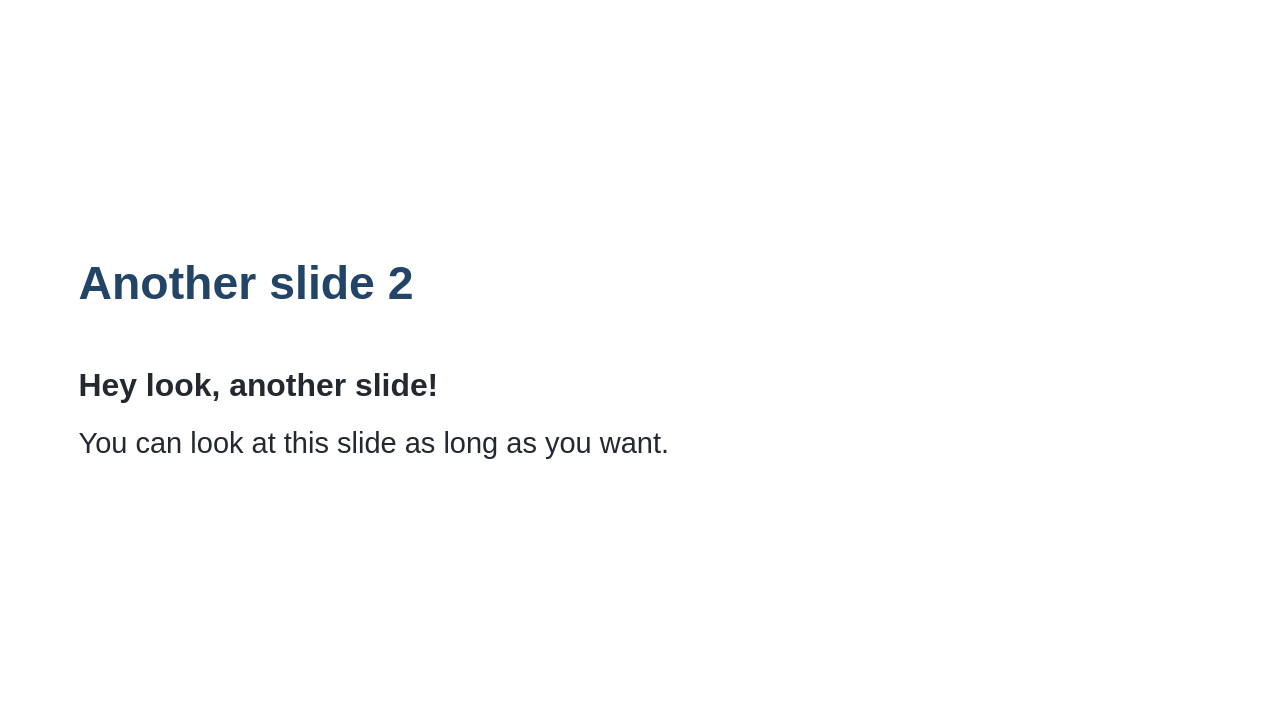 Another slide 2
Hey look, another slide!
You can look at this slide as long as you want.